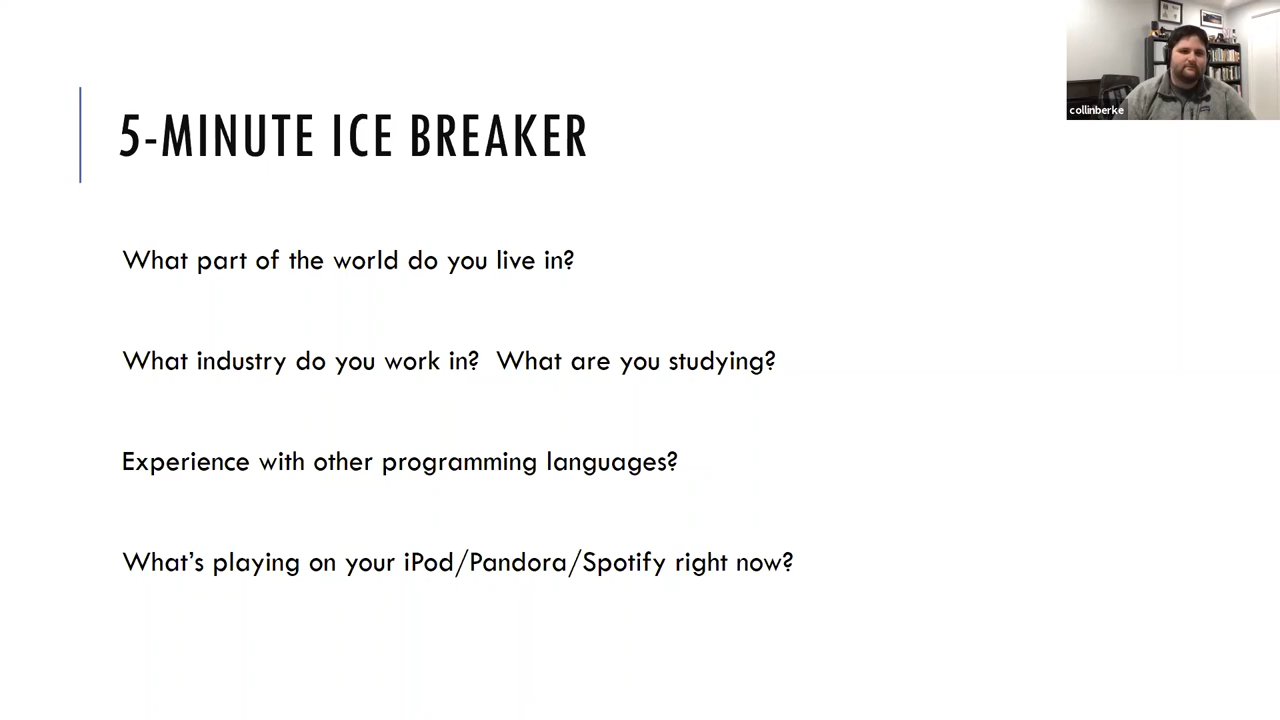 5-MINUTE ICE BREAKER
collinberke
What part of the world do you live in?
What industry do you work in?  What are you studying?
Experience with other programming languages?
What's playing on your iPod/Pandora/Spotify right now?